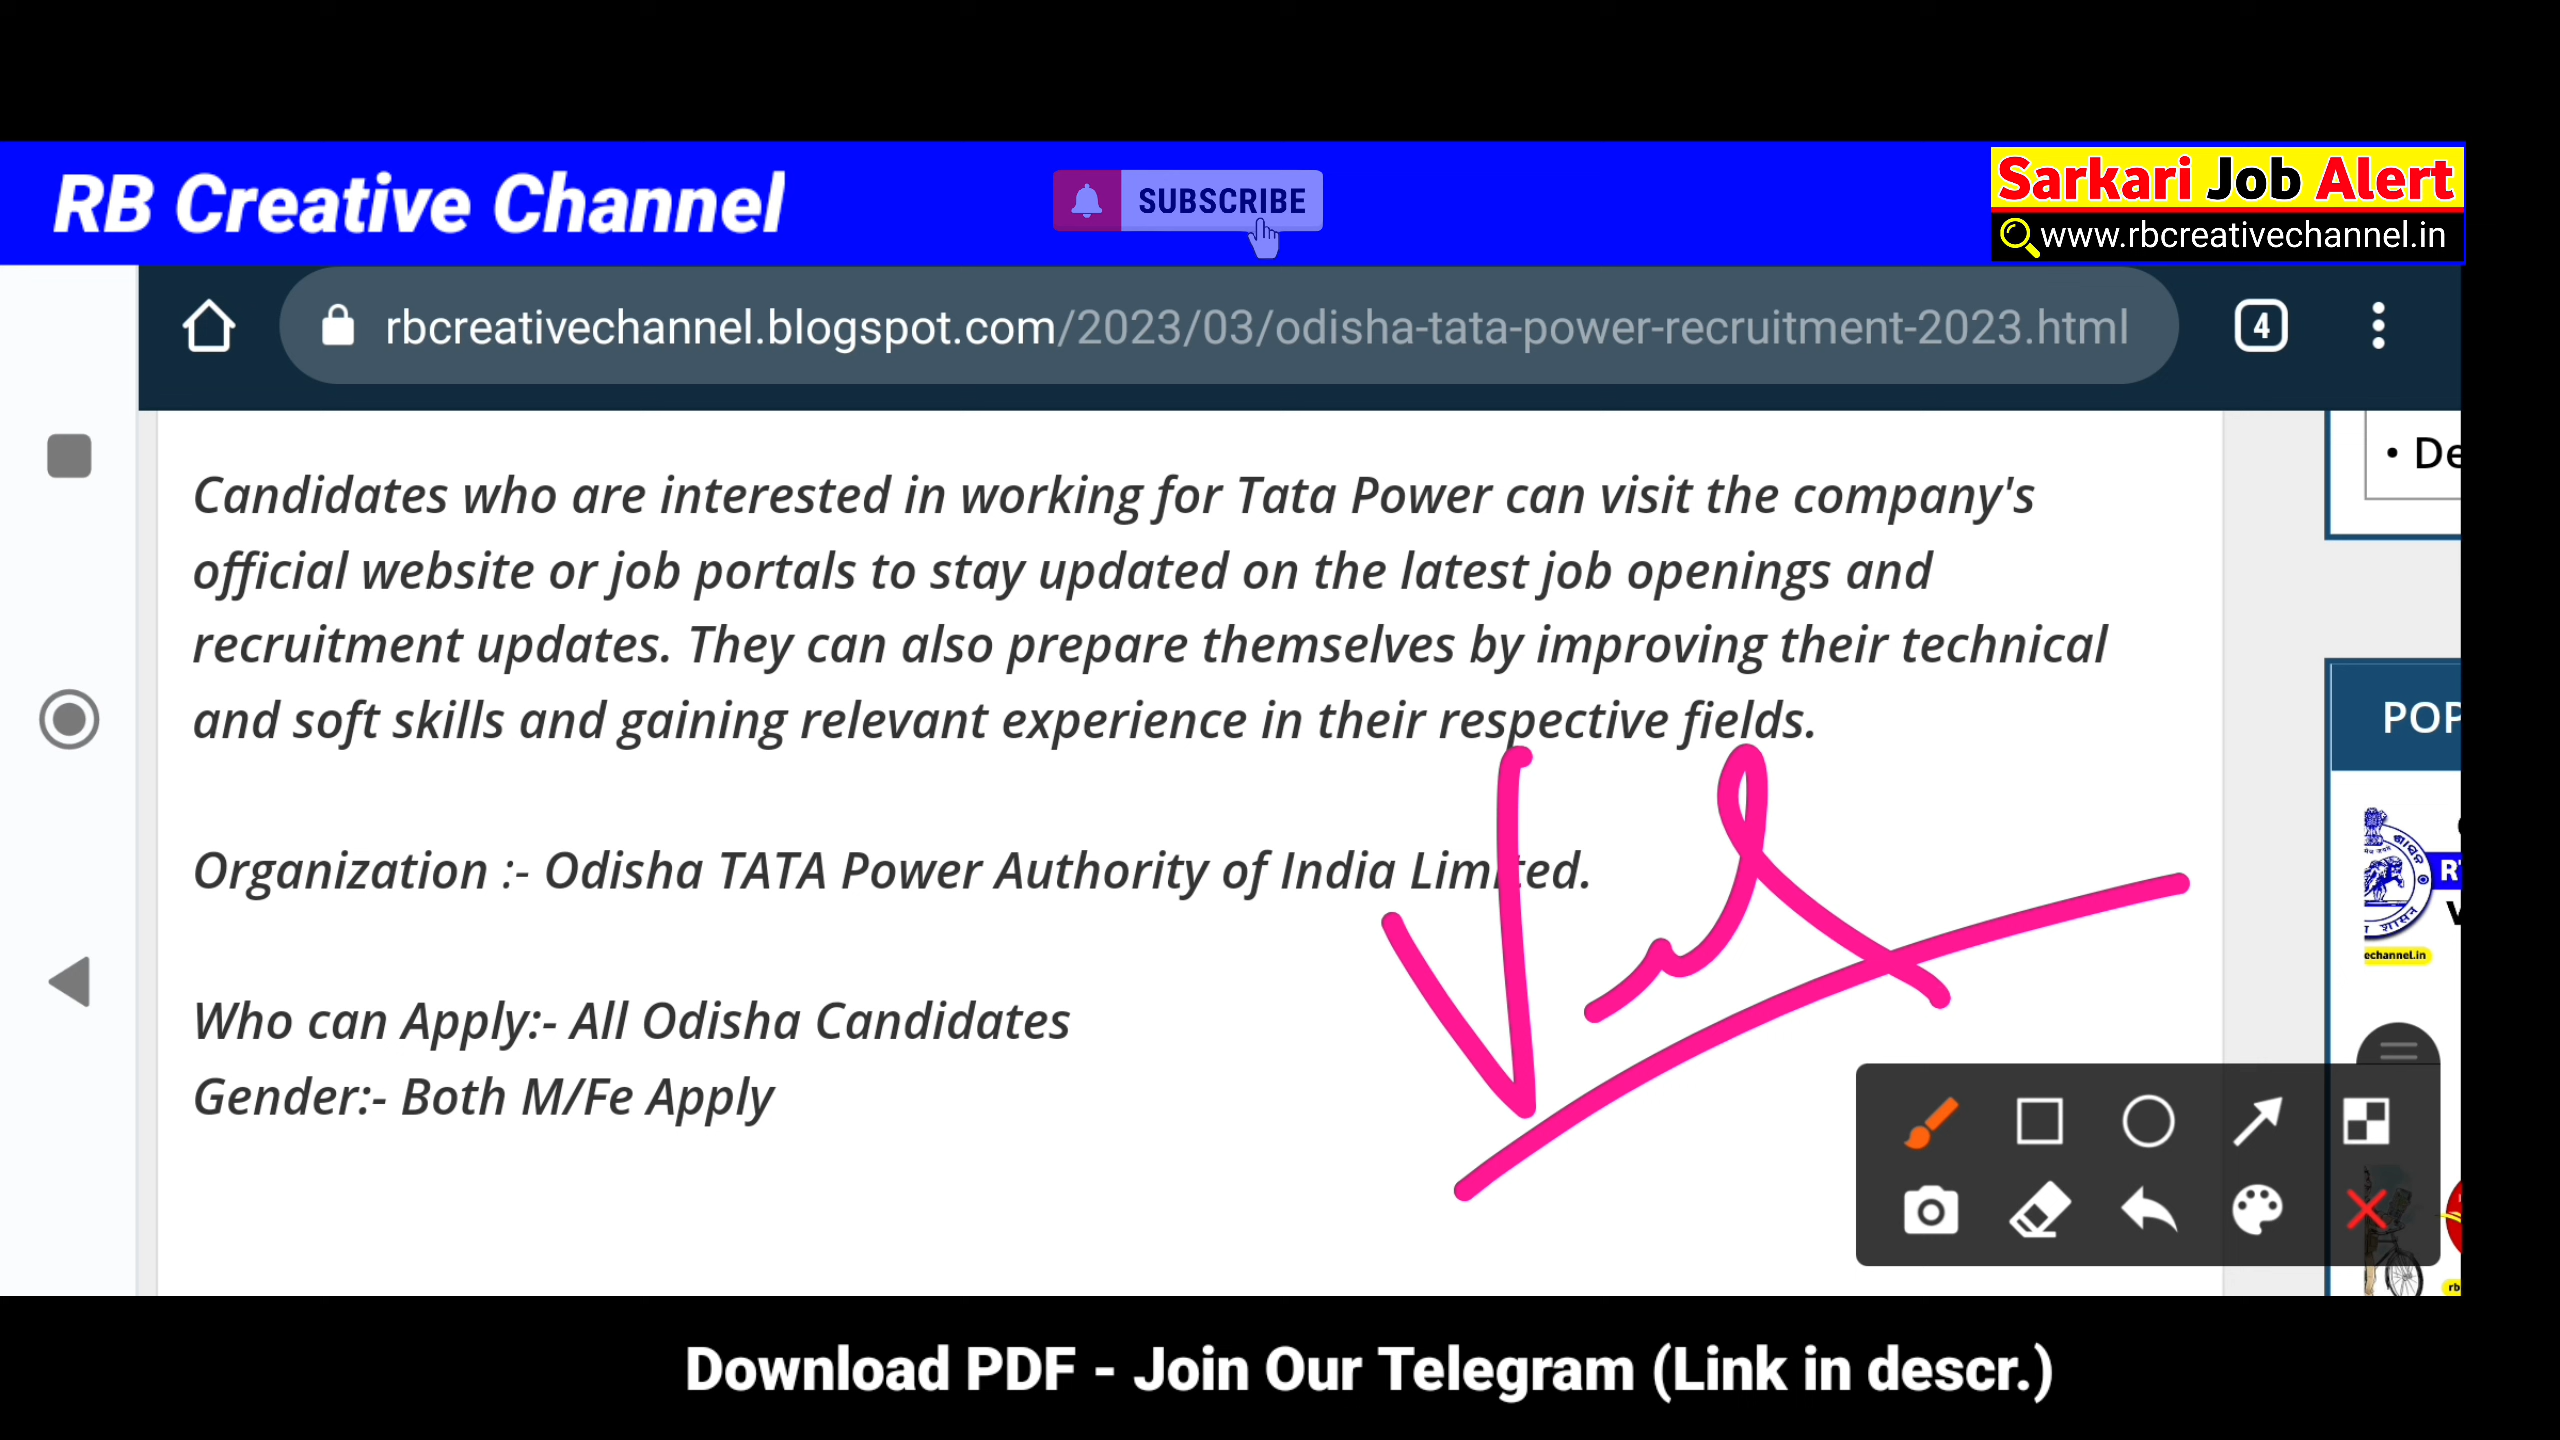 RB Creative Channel
SUBSCRIBE
Sarkari Job Alert
www.rbcreativechannel.in
rbcreativechannel.blogspot.com/2023/03/odisha-tata-power-recruitment-2023.html
4
• De
Candidates who are interested in working for Tata Power can visit the company's
official website or job portals to stay updated on the latest job openings and
recruitment updates. They can also prepare themselves by improving their technical
and soft skills and gaining relevant experience in their respective fields.
POP
Organization :- Odisha TATA Power Authority of India Limited.
echannel.in
Who can Apply:- All Odisha Candidates
Gender:- Both M/Fe Apply
rb
Download PDF - Join Our Telegram (Link in descr.)